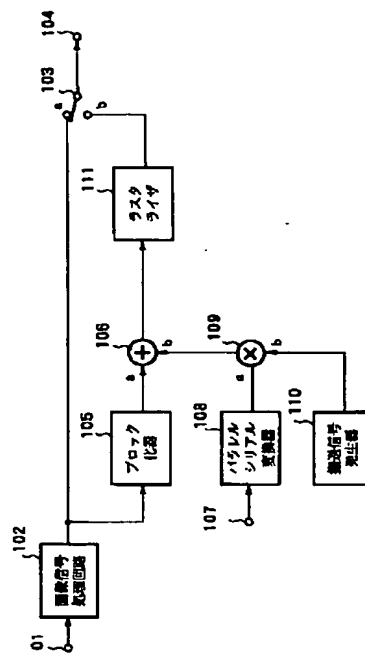 01
102
画像信号
処理回路
105
ブロック
化器
106
a
b
+
107
108
パラレル
シリアル
変換器
109
a
b
×
110
搬送信号
発生器
111
ラスタ
ライザ
a
b
103
104